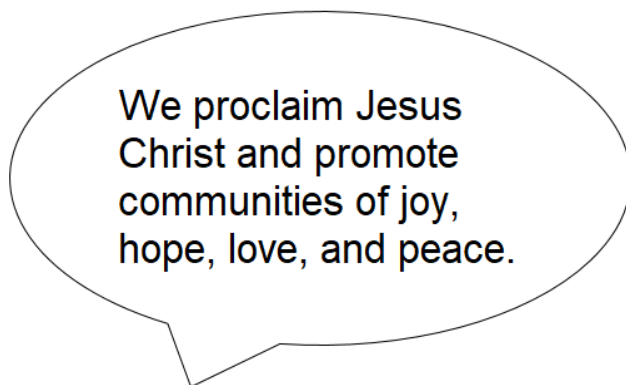 We proclaim Jesus
Christ and promote
communities of joy,
hope, love, and peace.